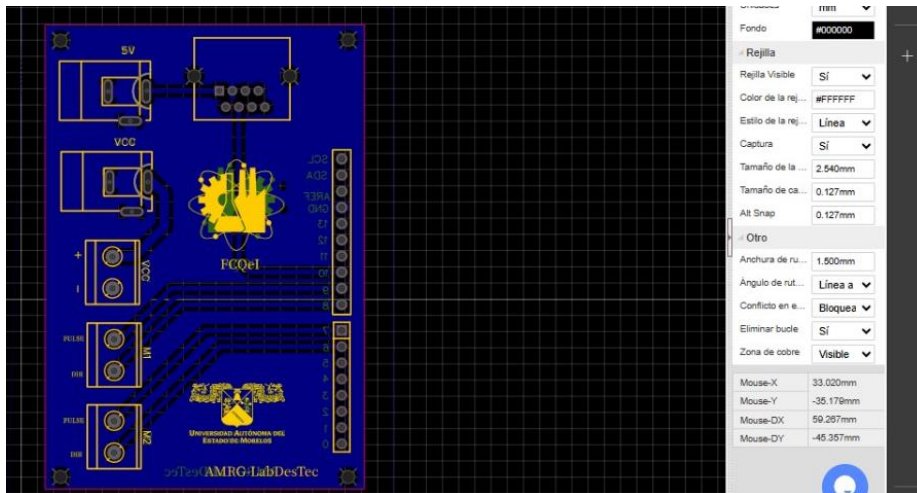 5V
VCC
SCL
SDA
AREF
GND
13
12
11
10
9
8
7
6
5
4
3
2
1
0
FCQeI
+
VCC
-
PULSE
M1
DIR
PULSE
M2
DIR
UNIVERSIDAD AUTÓNOMA DEL
ESTADO DE MORELOS
AMRG-LabDesTec
mm
Fondo #000000
Rejilla
Rejilla Visible Sí
Color de la rej... #FFFFFF
Estilo de la rej... Línea
Captura Sí
Tamaño de la ... 2.540mm
Tamaño de ca... 0.127mm
Alt Snap 0.127mm
Otro
Anchura de ru... 1.500mm
Ángulo de rut... Línea a
Conflicto en e... Bloquea
Eliminar bucle Sí
Zona de cobre Visible
Mouse-X 33.020mm
Mouse-Y -35.179mm
Mouse-DX 59.267mm
Mouse-DY -45.357mm